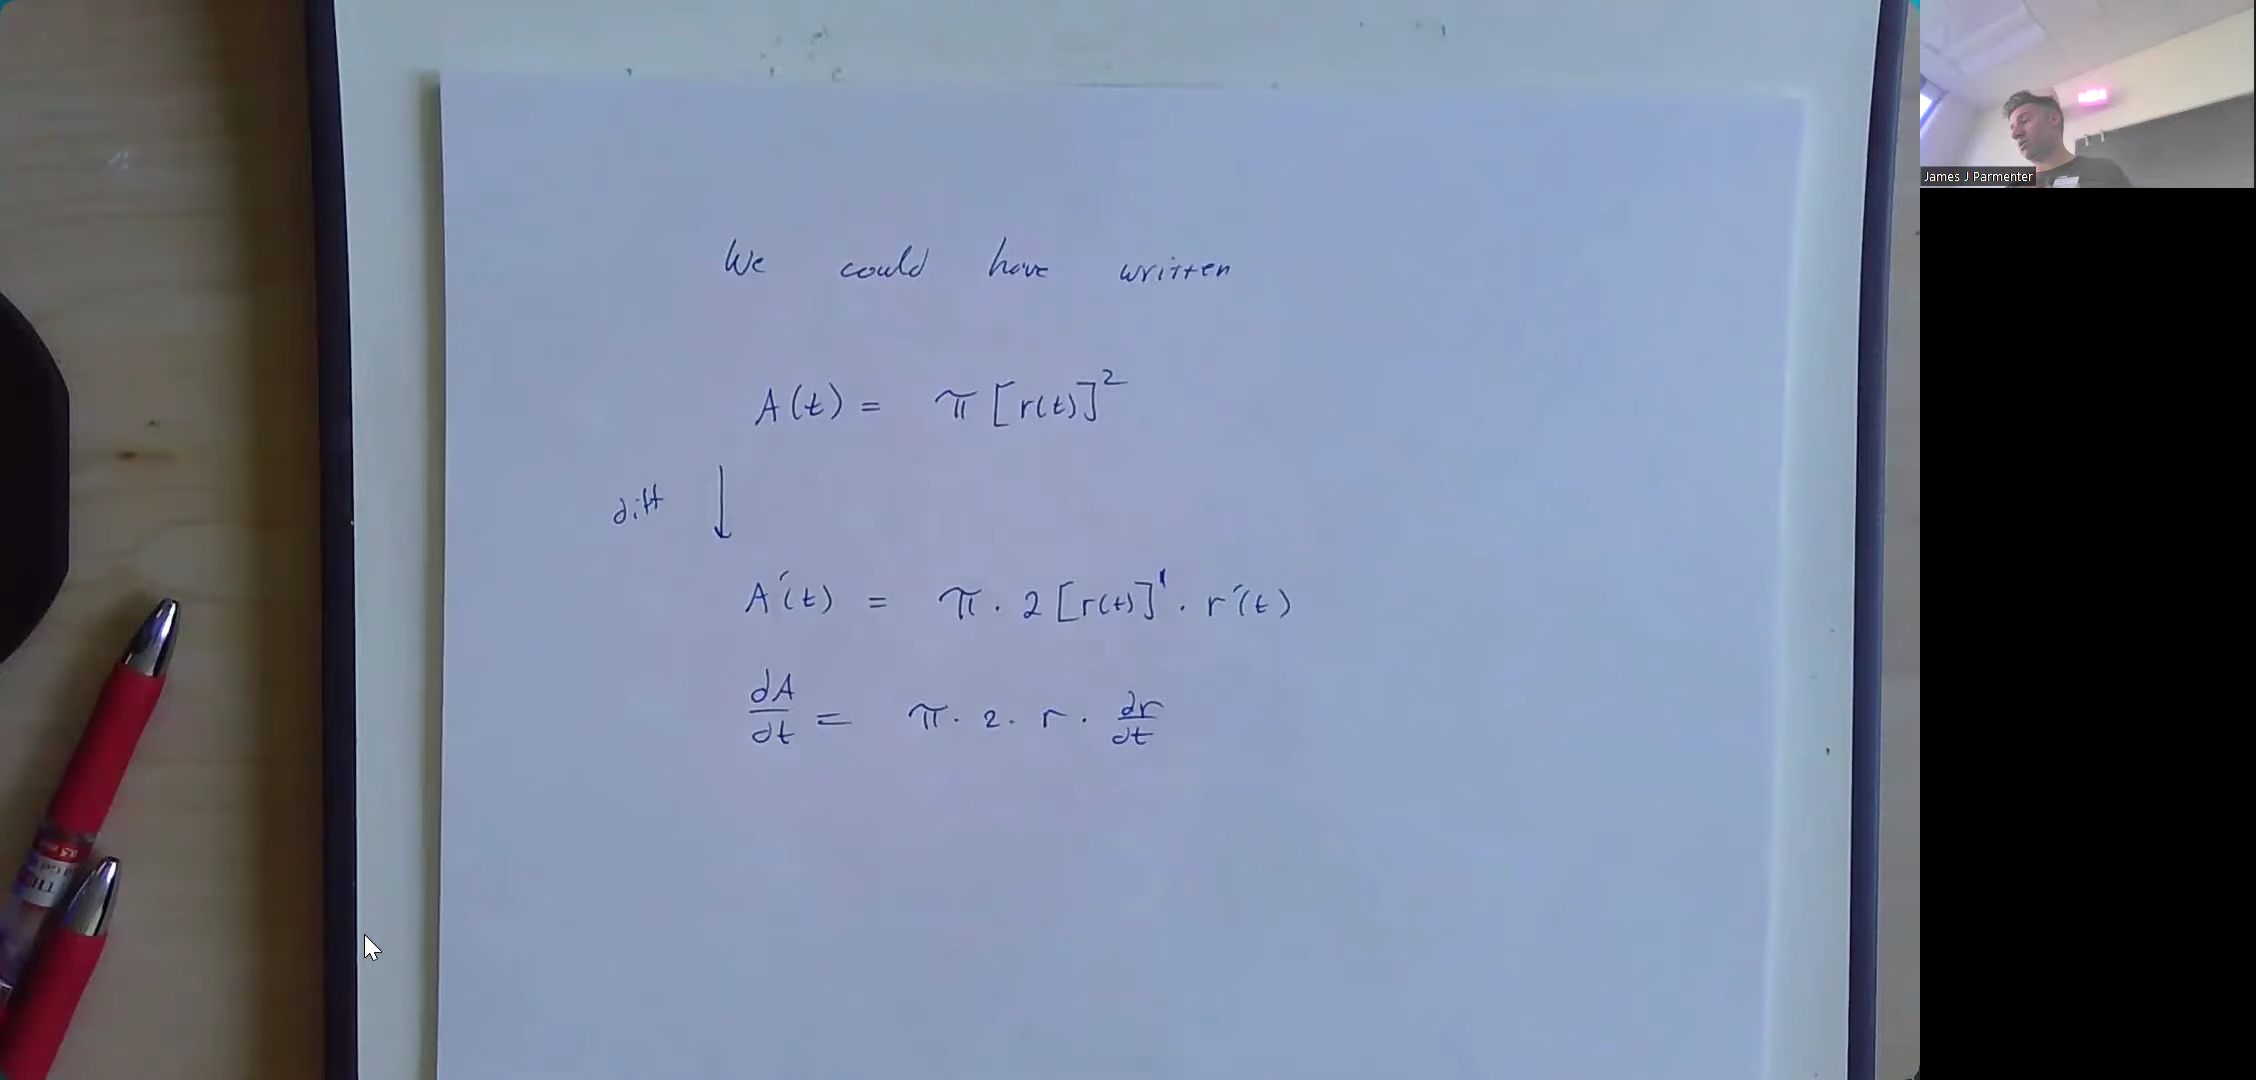 We could have written
A(t) = π [r(t)]²
diff ↓
A'(t) = π · 2 [r(t)]¹ · r'(t)
dA/dt = π · 2 · r · dr/dt
James J Parmenter